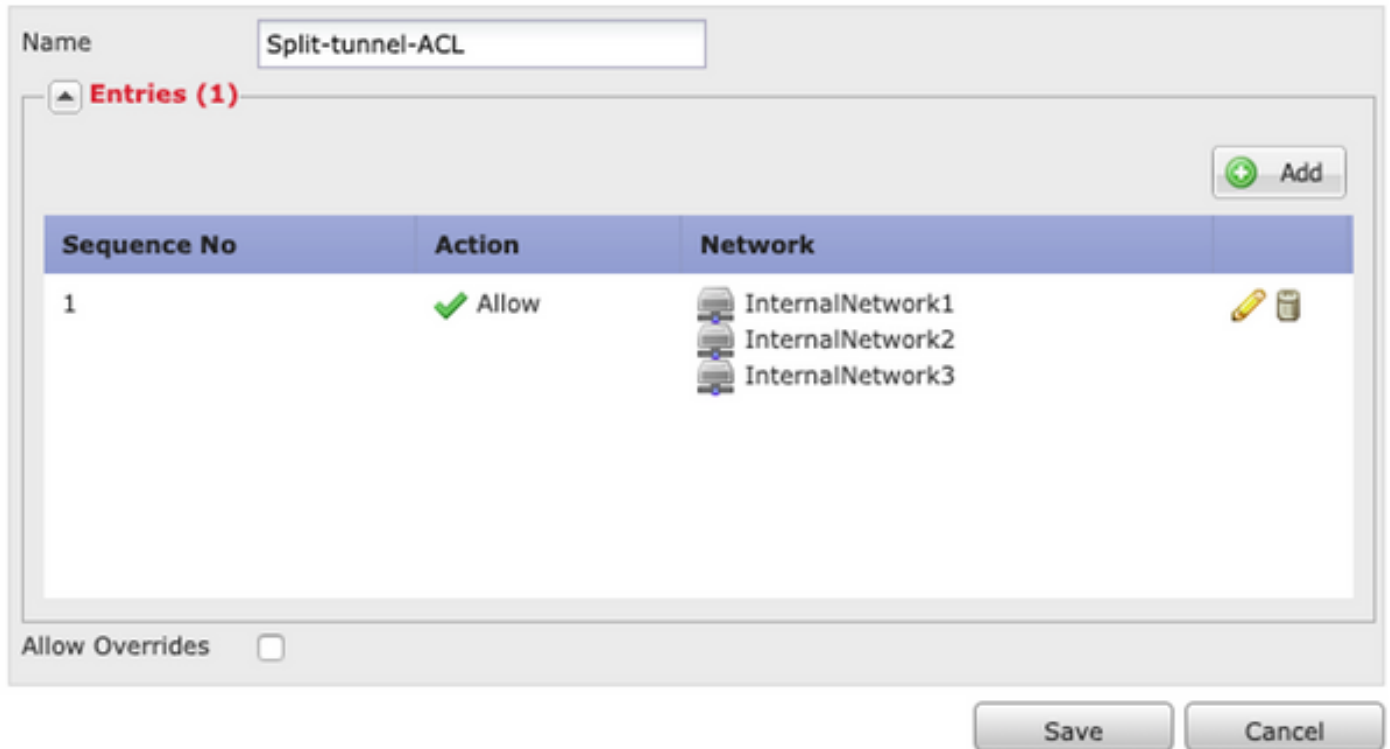 Name Split-tunnel-ACL
Entries (1)
Add
Sequence No Action Network
1 Allow InternalNetwork1
InternalNetwork2
InternalNetwork3
Allow Overrides
Save Cancel